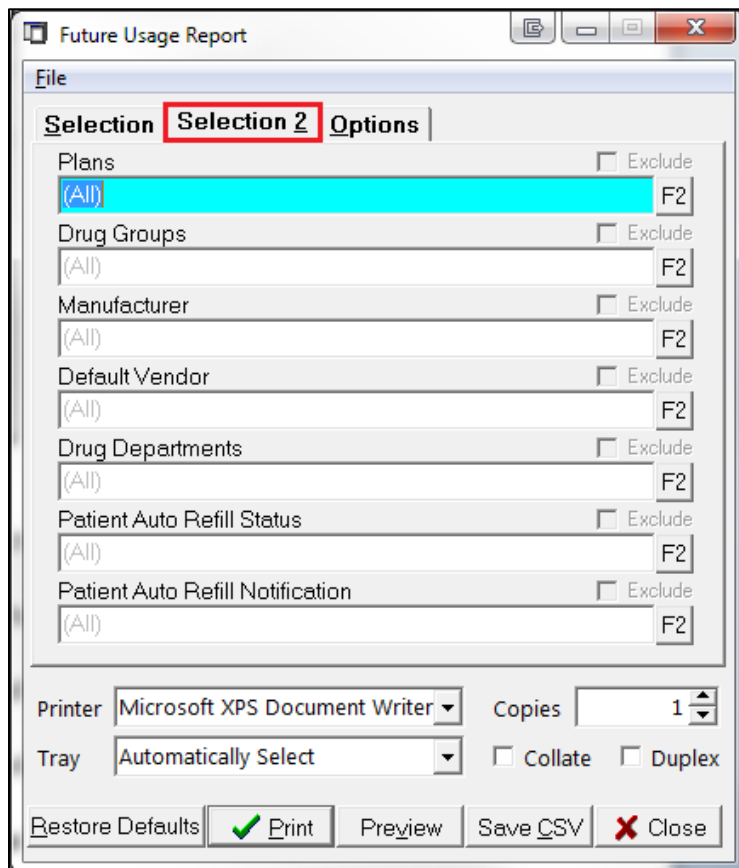 Future Usage Report
File
Selection Selection 2 Options
Plans Exclude
(All) F2
Drug Groups Exclude
(All) F2
Manufacturer Exclude
(All) F2
Default Vendor Exclude
(All) F2
Drug Departments Exclude
(All) F2
Patient Auto Refill Status Exclude
(All) F2
Patient Auto Refill Notification Exclude
(All) F2
Printer Microsoft XPS Document Writer Copies 1
Tray Automatically Select Collate Duplex
Restore Defaults Print Preview Save CSV Close